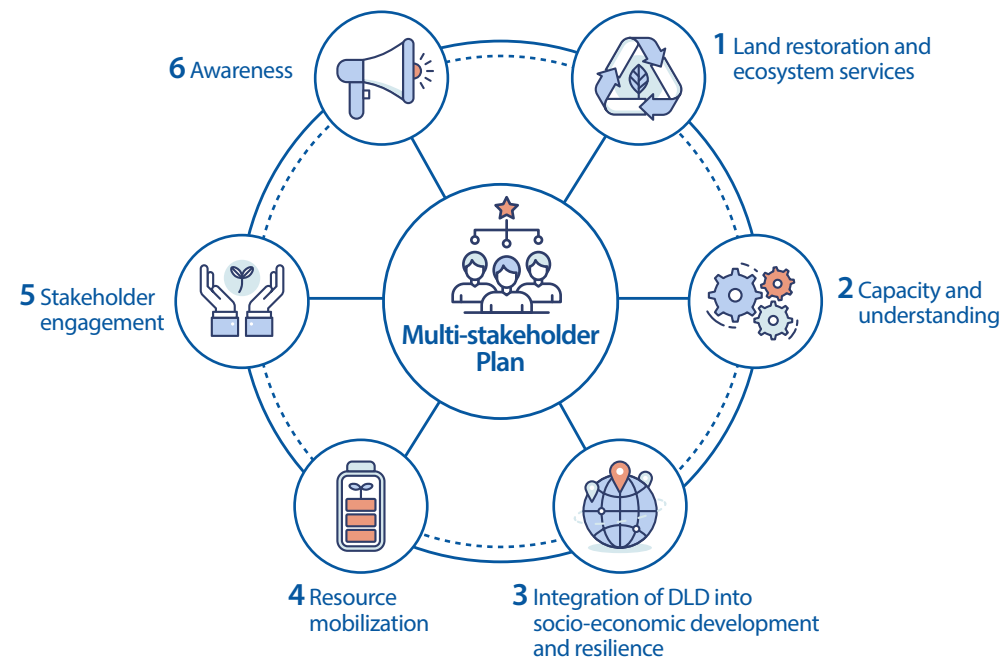 1 Land restoration and
ecosystem services
2 Capacity and
understanding
3 Integration of DLD into
socio-economic development
and resilience
4 Resource
mobilization
5 Stakeholder
engagement
6 Awareness
Multi-stakeholder
Plan